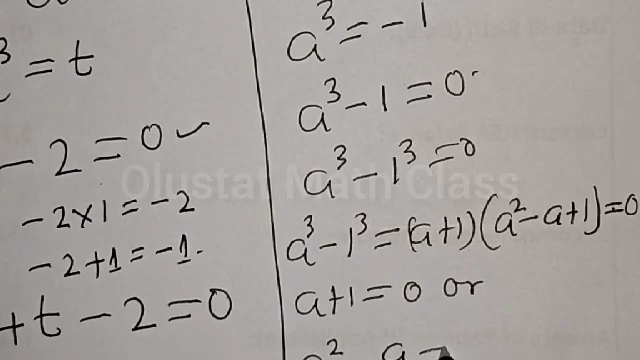 ³ = t
- 2 = 0
-2×1 = -2
-2+1 = -1.
+t - 2 = 0
a³ = -1
a³ - 1 = 0
a³ - 1³ = 0
a³ - 1³ = (a+1)(a² - a + 1) = 0
a+1 = 0 or
a² - a
Olustat Math Class